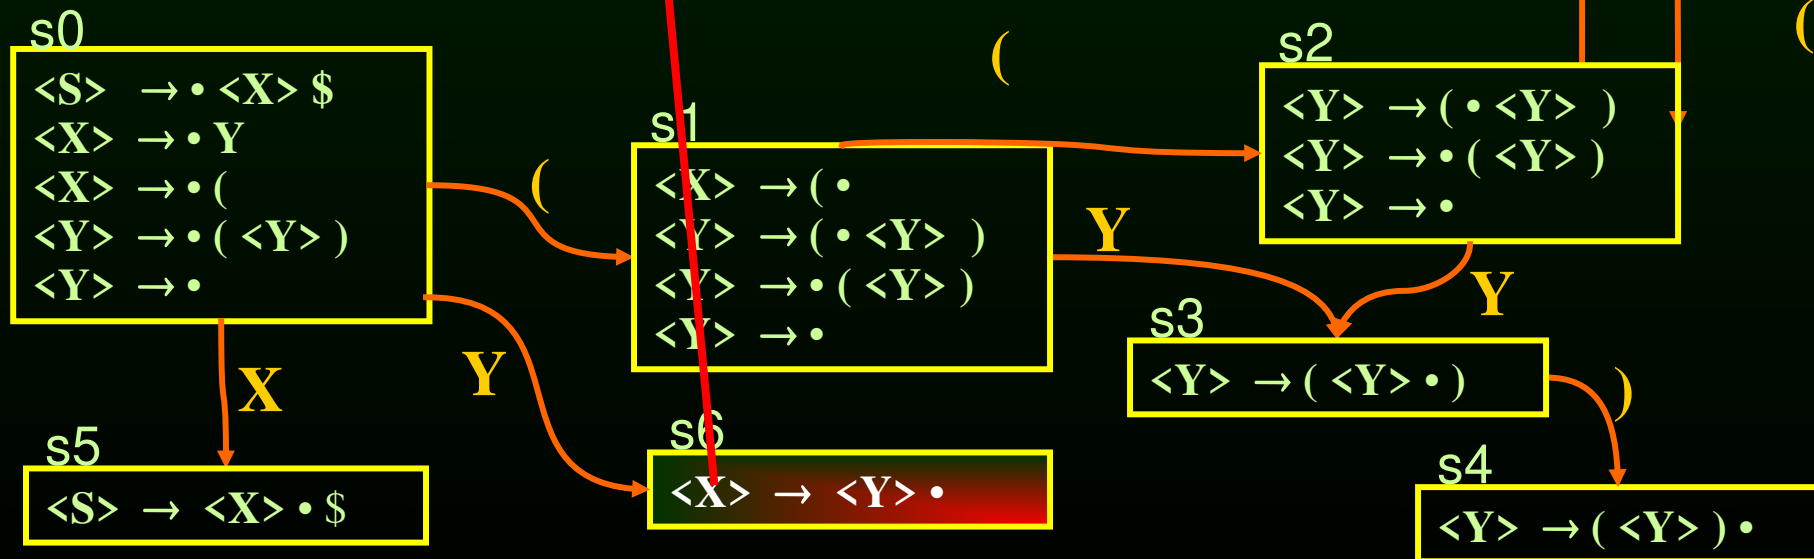 s0
<S> → • <X> $
<X> → • Y
<X> → • (
<Y> → • ( <Y> )
<Y> → •
(
X
Y
s5
<S> → <X> • $
(
s1
<X> → ( •
<Y> → ( • <Y> )
<Y> → • ( <Y> )
<Y> → •
s6
<X> → <Y> •
Y
(
s2
<Y> → ( • <Y> )
<Y> → • ( <Y> )
<Y> → •
Y
s3
<Y> → ( <Y> • )
)
s4
<Y> → ( <Y> ) •